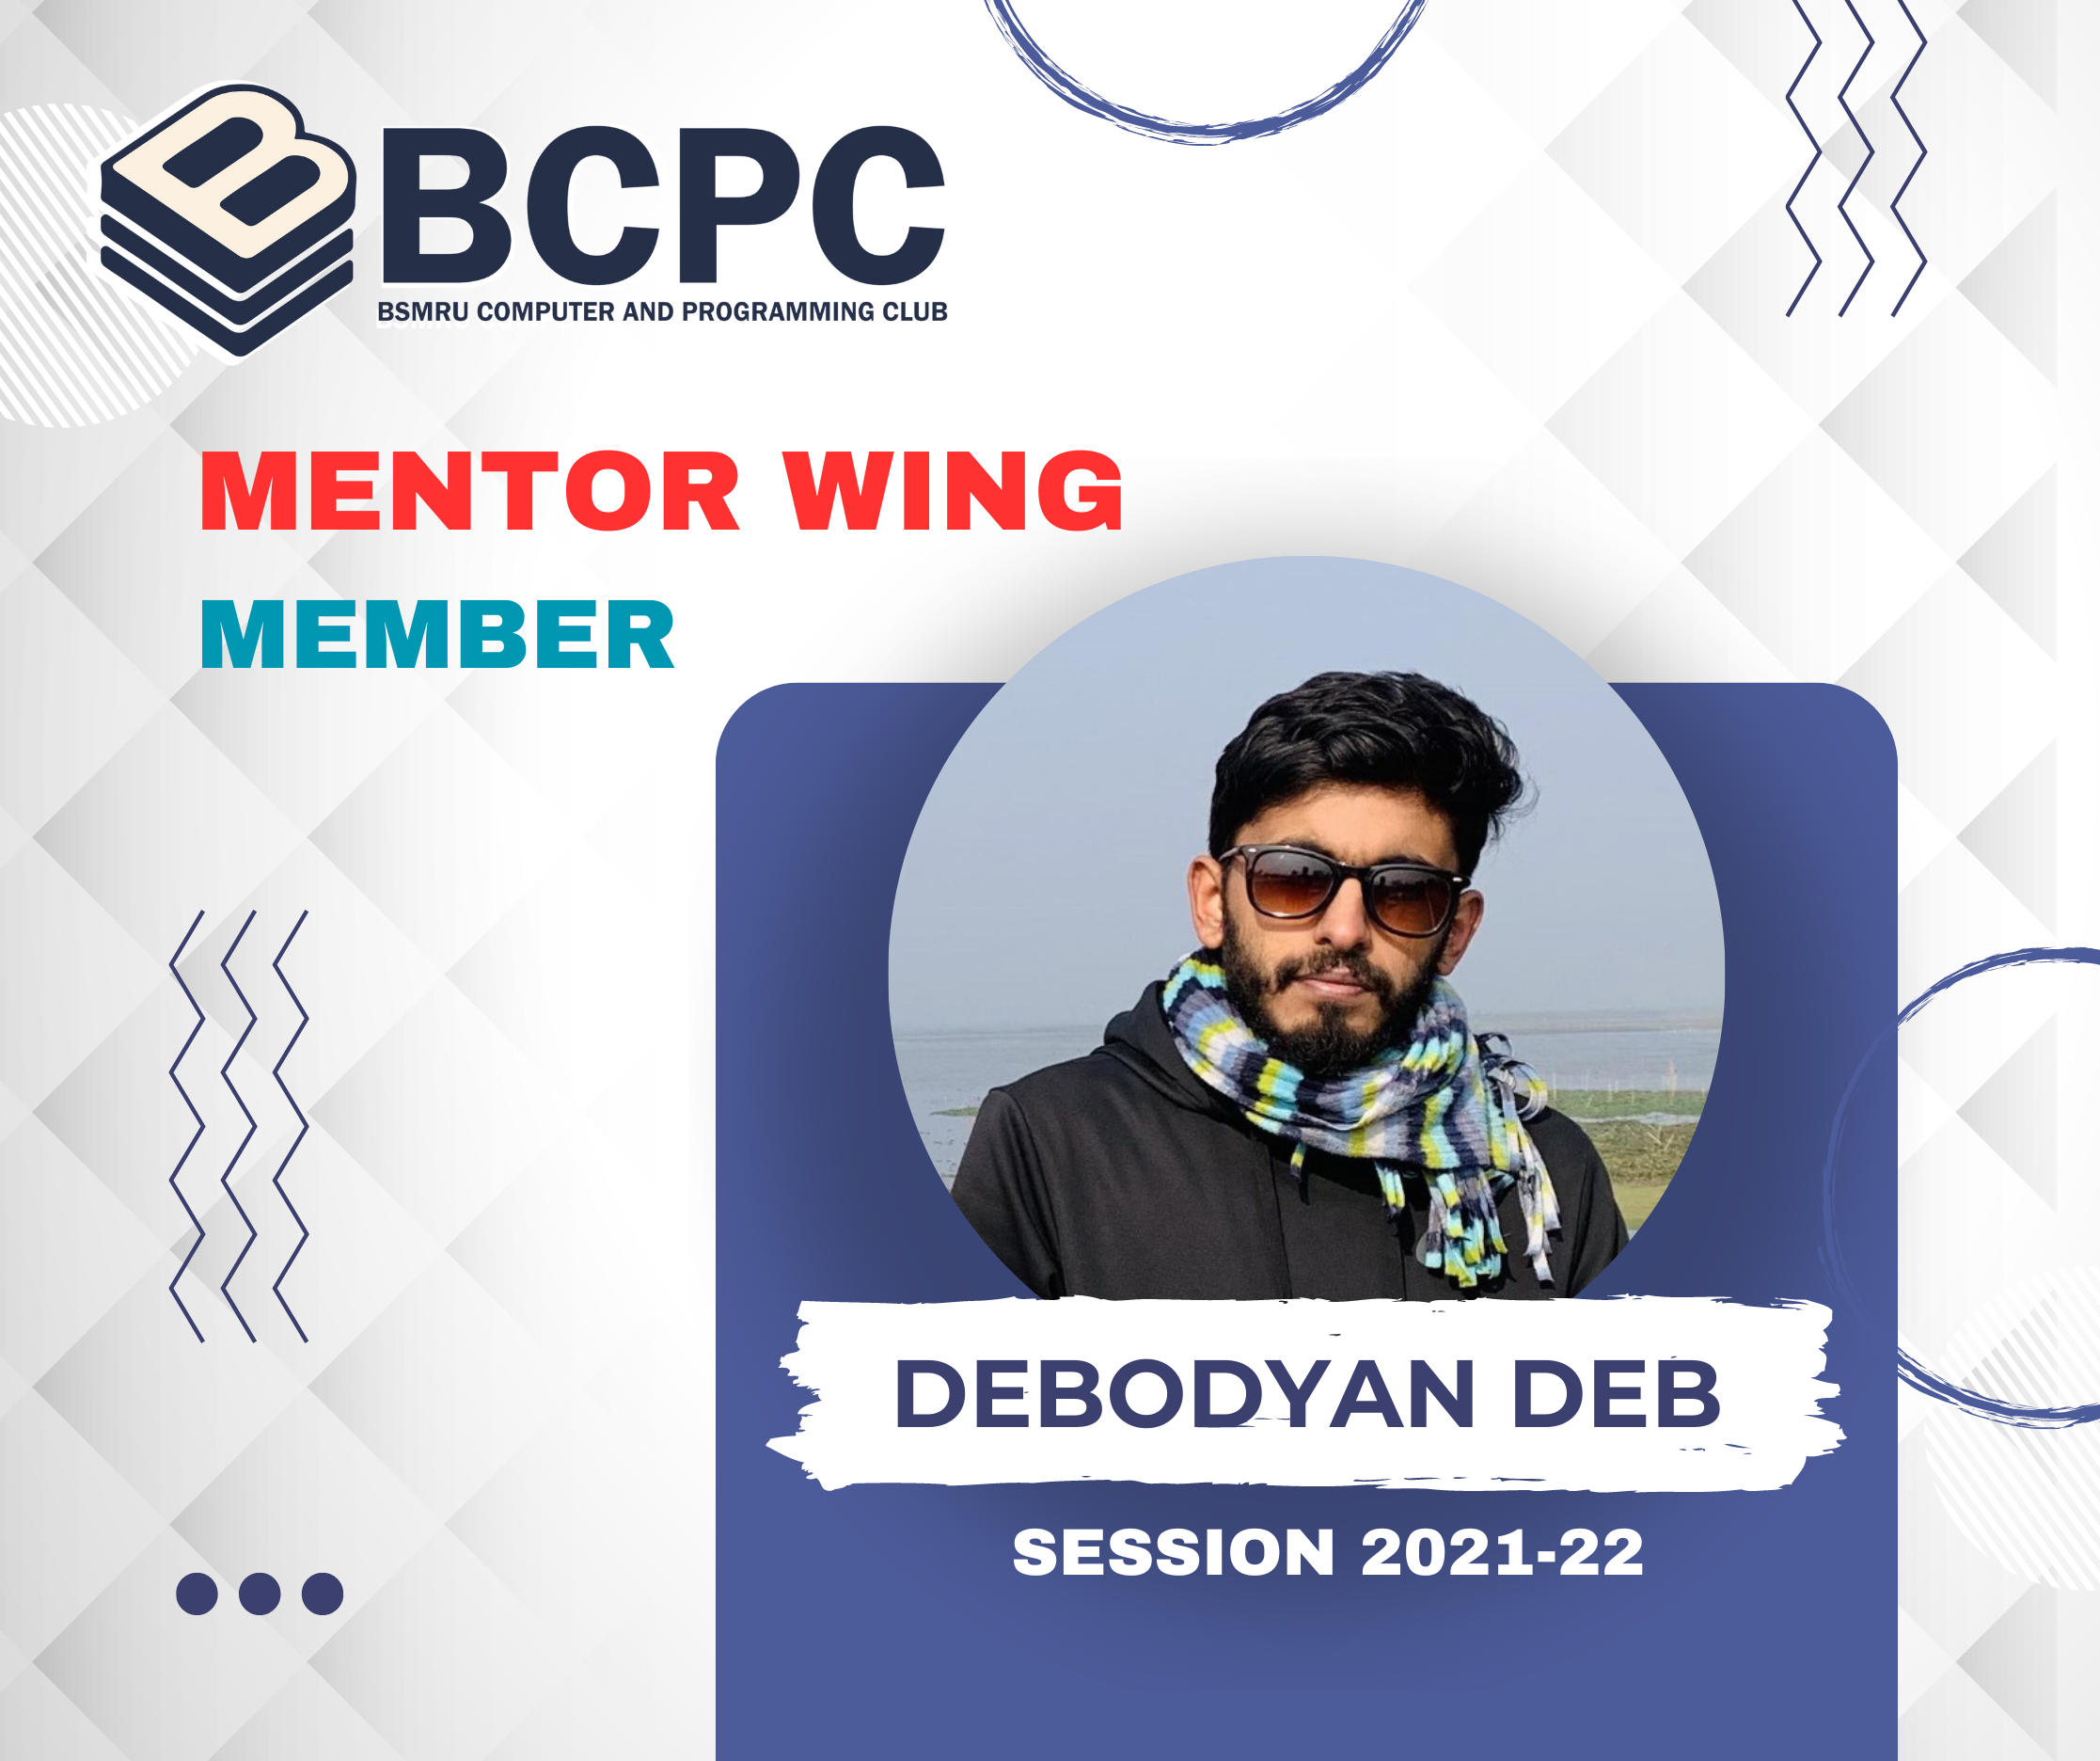 BCPC
BSMRU COMPUTER AND PROGRAMMING CLUB
MENTOR WING
MEMBER
DEBODYAN DEB
SESSION 2021-22